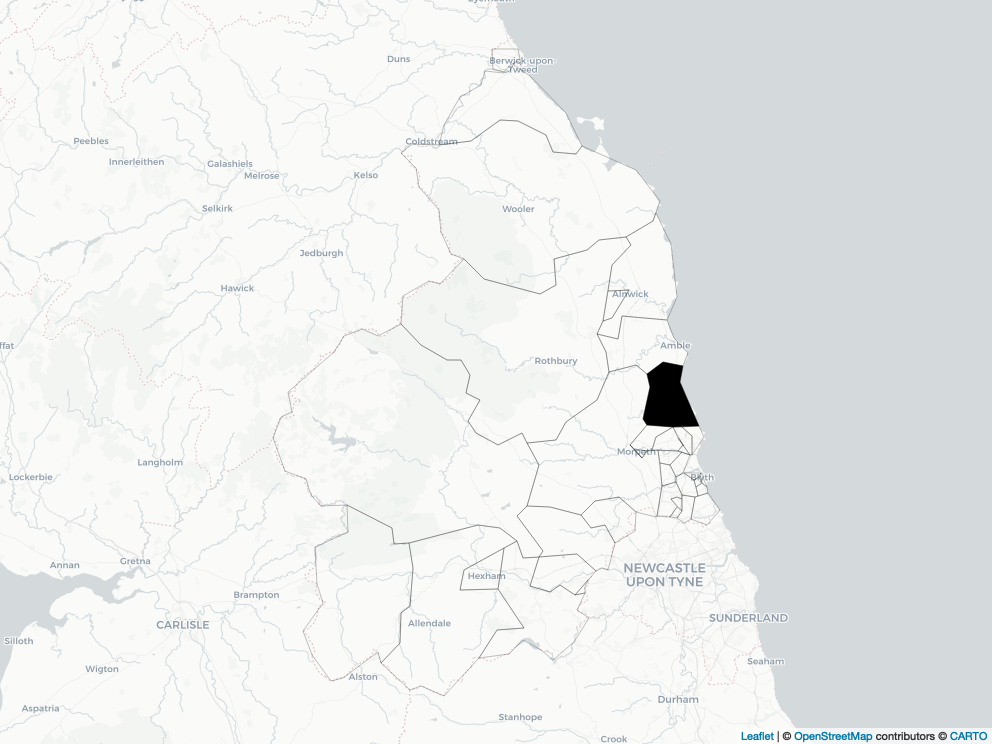 Eyemouth
Duns
Berwick-upon-
Tweed
Coldstream
Peebles
Innerleithen
Galashiels
Melrose
Kelso
Selkirk
Wooler
Jedburgh
Hawick
Alnwick
ffat
Amble
Rothbury
Morpeth
Langholm
Lockerbie
Blyth
Annan
Gretna
Hexham
NEWCASTLE
UPON TYNE
Brampton
CARLISLE
Allendale
SUNDERLAND
Silloth
Wigton
Alston
Seaham
Aspatria
Durham
Stanhope
Crook
Leaflet | © OpenStreetMap contributors © CARTO